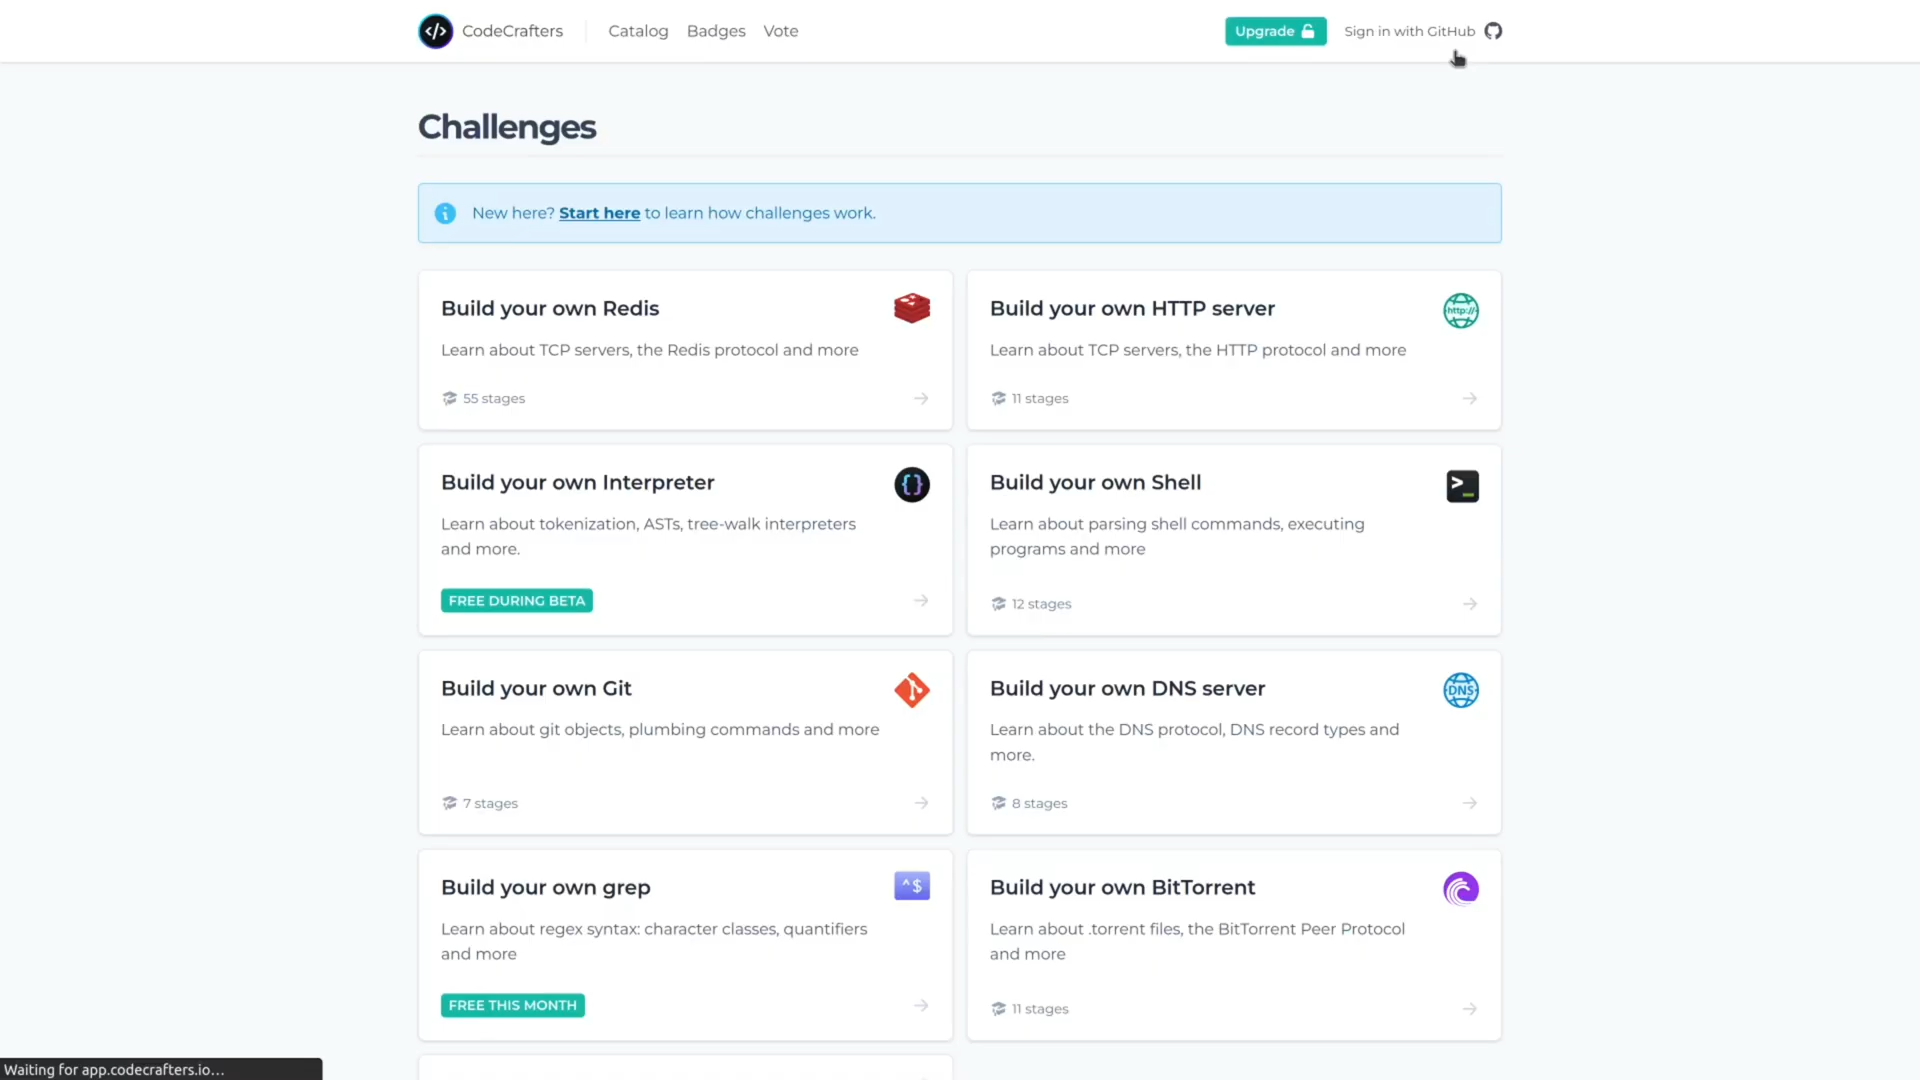 CodeCrafters
Catalog
Badges
Vote
Upgrade
Sign in with GitHub
Challenges
New here? Start here to learn how challenges work.
Build your own Redis
Learn about TCP servers, the Redis protocol and more
55 stages
Build your own HTTP server
http://
Learn about TCP servers, the HTTP protocol and more
11 stages
Build your own Interpreter
{}
Learn about tokenization, ASTs, tree-walk interpreters
and more.
FREE DURING BETA
Build your own Shell
>_
Learn about parsing shell commands, executing
programs and more
12 stages
Build your own Git
Learn about git objects, plumbing commands and more
7 stages
Build your own DNS server
DNS
Learn about the DNS protocol, DNS record types and
more.
8 stages
Build your own grep
^$
Learn about regex syntax: character classes, quantifiers
and more
FREE THIS MONTH
Build your own BitTorrent
Learn about .torrent files, the BitTorrent Peer Protocol
and more
11 stages
Waiting for app.codecrafters.io...